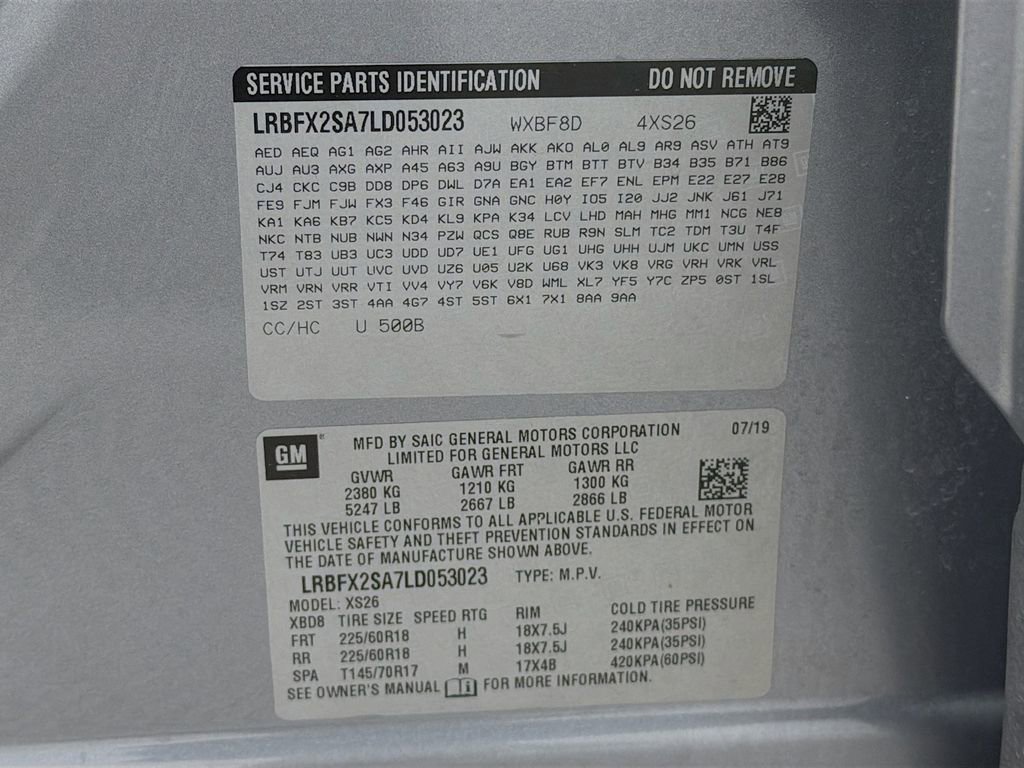 SERVICE PARTS IDENTIFICATION DO NOT REMOVE
LRBFX2SA7LD053023 WXBF8D 4XS26
AED AEQ AG1 AG2 AHR AII AJW AKK AKO AL0 AL9 AR9 ASV ATH AT9
AUJ AU3 AXG AXP A45 A63 A9U BGY BTM BTT BTV B34 B35 B71 B86
CJ4 CKC C9B DD8 DP6 DWL D7A EA1 EA2 EF7 ENL EPM E22 E27 E28
FE9 FJM FJW FX3 F46 GIR GNA GNC H0Y IO5 I20 JJ2 JNK J61 J71
KA1 KA6 KB7 KC5 KD4 KL9 KPA K34 LCV LHD MAH MHG MM1 NCG NE8
NKC NTB NUB NWN N34 PZW QCS Q8E RUB R9N SLM TC2 TDM T3U T4F
T74 T83 UB3 UC3 UDD UD7 UE1 UFG UG1 UHG UHH UJM UKC UMN USS
UST UTJ UUT UVC UVD UZ6 U05 U2K U68 VK3 VK8 VRG VRH VRK VRL
VRM VRN VRR VTI VV4 VY7 V6K V8D WML XL7 YF5 Y7C ZP5 0ST 1SL
1SZ 2ST 3ST 4AA 4G7 4ST 5ST 6X1 7X1 8AA 9AA
CC/HC U 500B
GM MFD BY SAIC GENERAL MOTORS CORPORATION 07/19
LIMITED FOR GENERAL MOTORS LLC
GVWR GAWR FRT GAWR RR
2380 KG 1210 KG 1300 KG
5247 LB 2667 LB 2866 LB
THIS VEHICLE CONFORMS TO ALL APPLICABLE U.S. FEDERAL MOTOR
VEHICLE SAFETY AND THEFT PREVENTION STANDARDS IN EFFECT ON
THE DATE OF MANUFACTURE SHOWN ABOVE.
LRBFX2SA7LD053023 TYPE: M.P.V.
MODEL: XS26
XBD8 TIRE SIZE SPEED RTG RIM COLD TIRE PRESSURE
FRT 225/60R18 H 18X7.5J 240KPA(35PSI)
RR 225/60R18 H 18X7.5J 240KPA(35PSI)
SPA T145/70R17 M 17X4B 420KPA(60PSI)
SEE OWNER'S MANUAL FOR MORE INFORMATION.